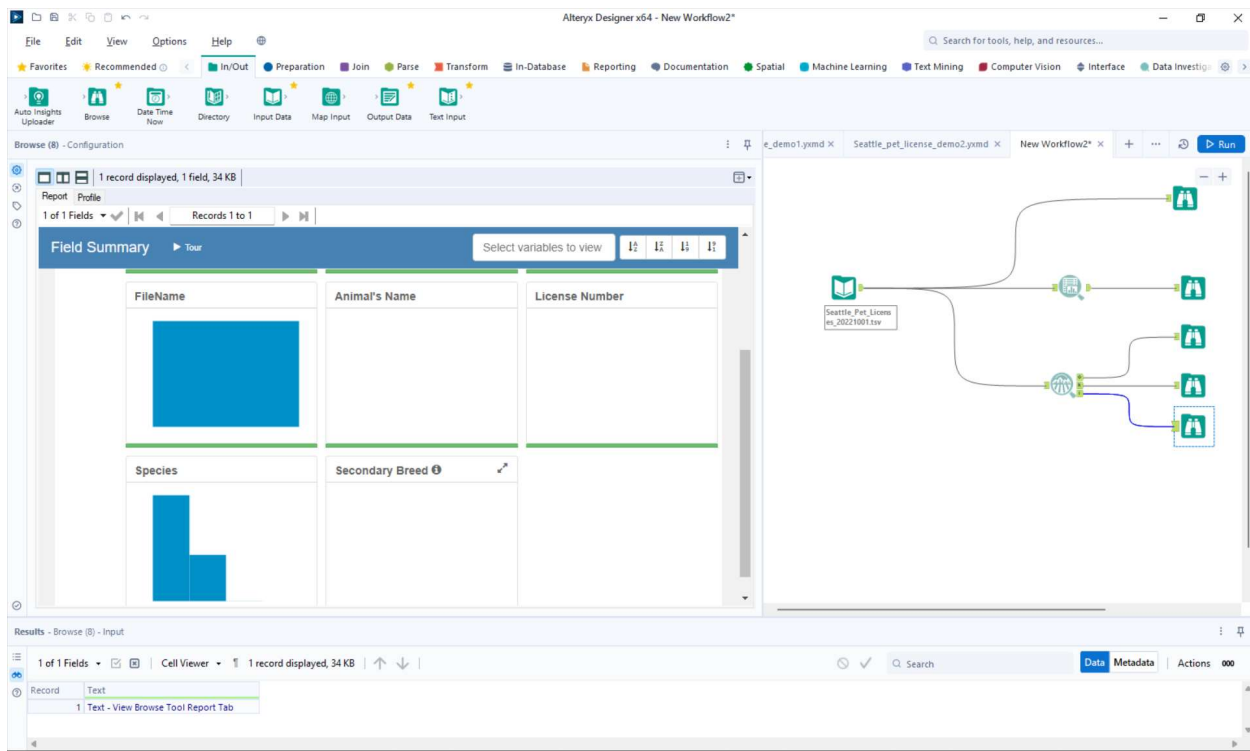 Alteryx Designer x64 - New Workflow2*
File Edit View Options Help
Search for tools, help, and resources...
Favorites Recommended In/Out Preparation Join Parse Transform In-Database Reporting Documentation Spatial Machine Learning Text Mining Computer Vision Interface Data Investig
Auto Insights Uploader
Browse
Date Time Now
Directory
Input Data
Map Input
Output Data
Text Input
Browse (8) - Configuration
e_demo1.yxmd × Seattle_pet_license_demo2.yxmd × New Workflow2* × + ... Run
1 record displayed, 1 field, 34 KB
Report Profile
1 of 1 Fields Records 1 to 1
Field Summary Tour Select variables to view
FileName Animal's Name License Number
Species Secondary Breed
Seattle_Pet_Licens
es_20221001.tsv
Results - Browse (8) - Input
1 of 1 Fields Cell Viewer 1 record displayed, 34 KB Search Data Metadata Actions 000
Record Text
1 Text - View Browse Tool Report Tab